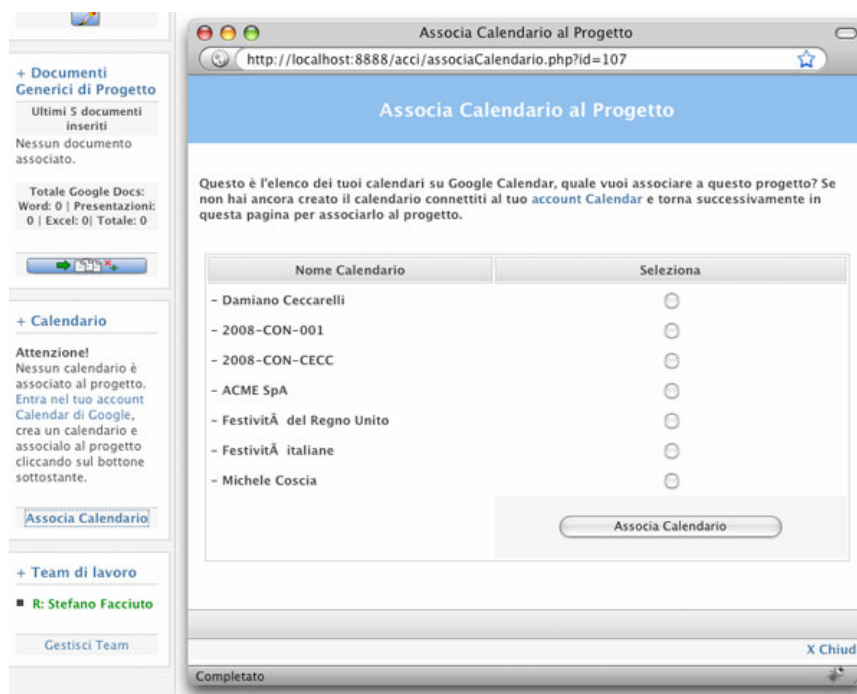 + Documenti
Generici di Progetto
Ultimi 5 documenti
inseriti
Nessun documento
associato.
Totale Google Docs:
Word: 0 | Presentazioni:
0 | Excel: 0| Totale: 0
+ Calendario
Attenzione!
Nessun calendario è
associato al progetto.
Entra nel tuo account
Calendar di Google,
crea un calendario e
associalo al progetto
cliccando sul bottone
sottostante.
Associa Calendario
+ Team di lavoro
R: Stefano Facciuto
Gestisci Team
Associa Calendario al Progetto
http://localhost:8888/acci/associaCalendario.php?id=107
Associa Calendario al Progetto
Questo è l'elenco dei tuoi calendari su Google Calendar, quale vuoi associare a questo progetto? Se
non hai ancora creato il calendario connettiti al tuo account Calendar e torna successivamente in
questa pagina per associarlo al progetto.
Nome Calendario Seleziona
- Damiano Ceccarelli
- 2008-CON-001
- 2008-CON-CECC
- ACME SpA
- FestivitÃ  del Regno Unito
- FestivitÃ  italiane
- Michele Coscia
Associa Calendario
X Chiud
Completato